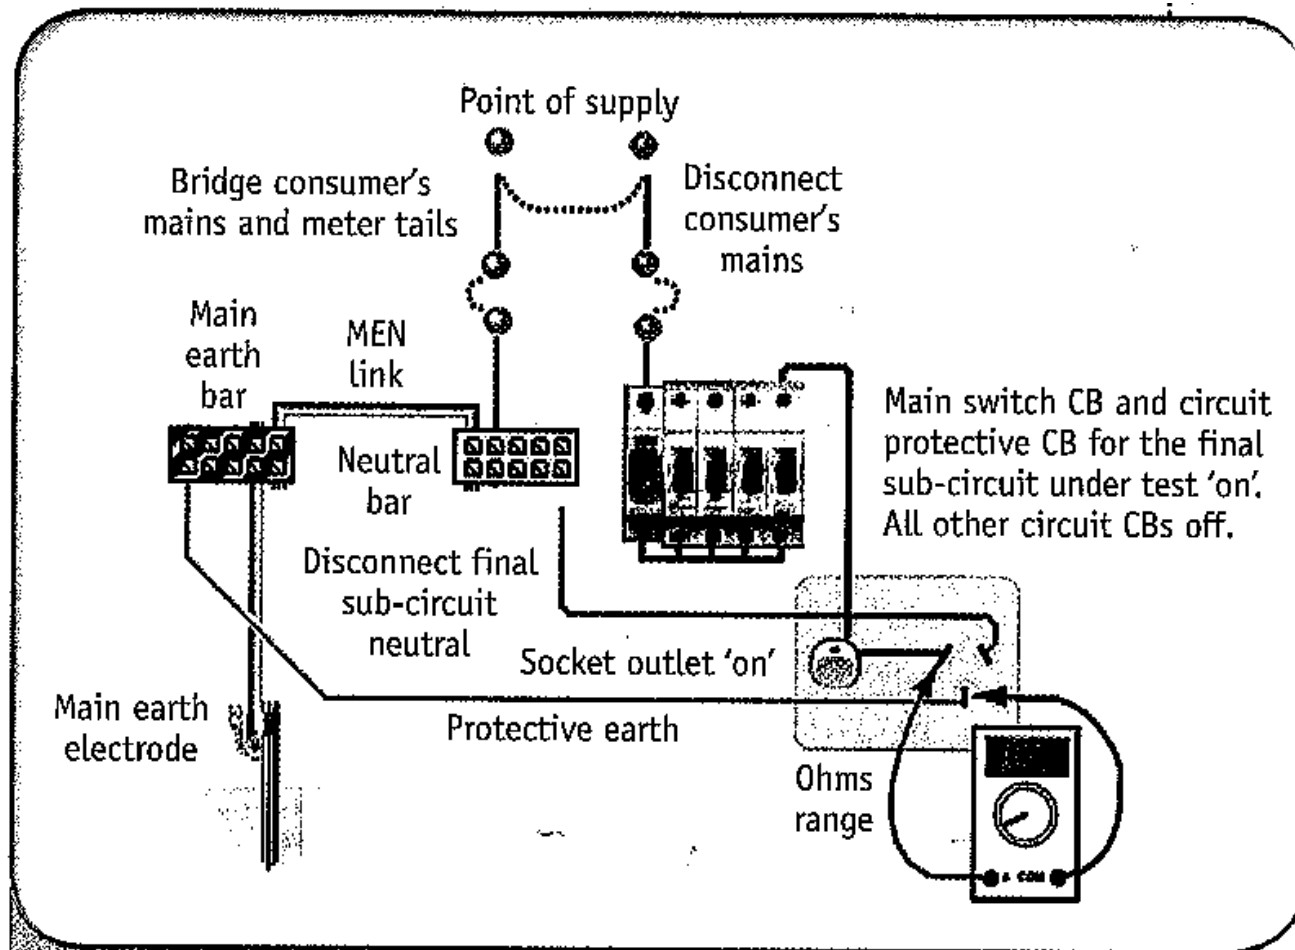 Point of supply
Bridge consumer's
mains and meter tails
Disconnect
consumer's
mains
Main
earth
bar
MEN
link
Neutral
bar
Main switch CB and circuit
protective CB for the final
sub-circuit under test 'on'.
All other circuit CBs off.
Disconnect final
sub-circuit
neutral
Socket outlet 'on'
Main earth
electrode
Protective earth
Ohms
range
COM